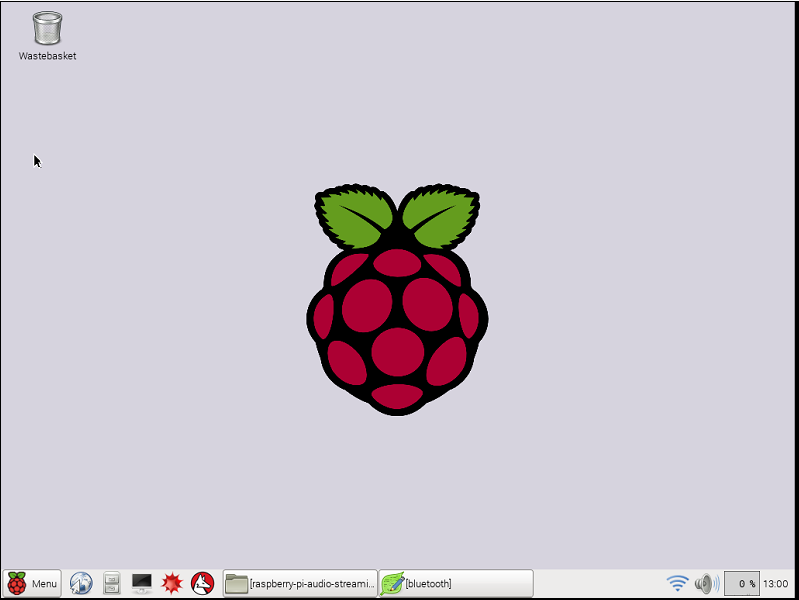 Wastebasket
Menu
[raspberry-pi-audio-streami...
[bluetooth]
0 %
13:00